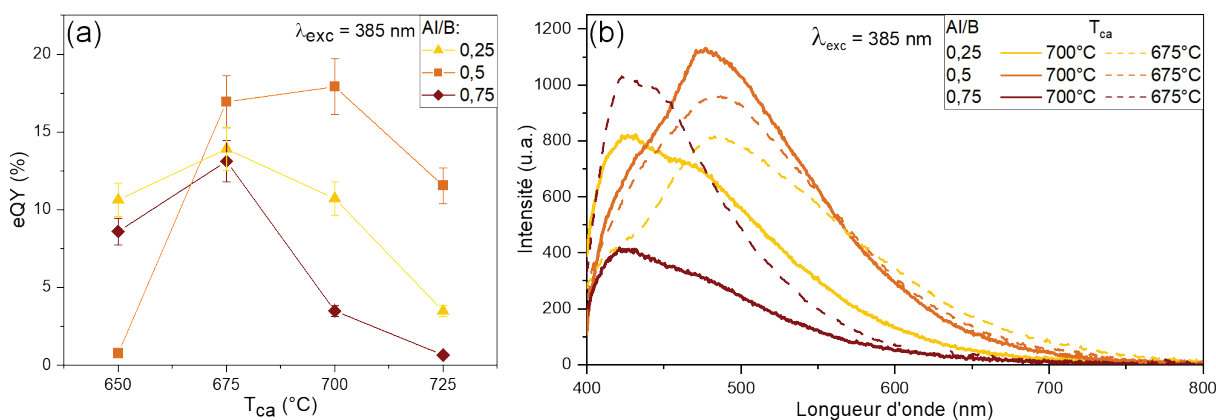 (a)
λexc = 385 nm
Al/B:
0,25
0,5
0,75
20
15
10
5
0
eQY (%)
650 675 700 725
Tca (°C)
(b)
λexc = 385 nm
Al/B Tca
0,25 700°C 675°C
0,5 700°C 675°C
0,75 700°C 675°C
1200
1000
800
600
400
200
0
Intensité (u.a.)
400 500 600 700 800
Longueur d'onde (nm)